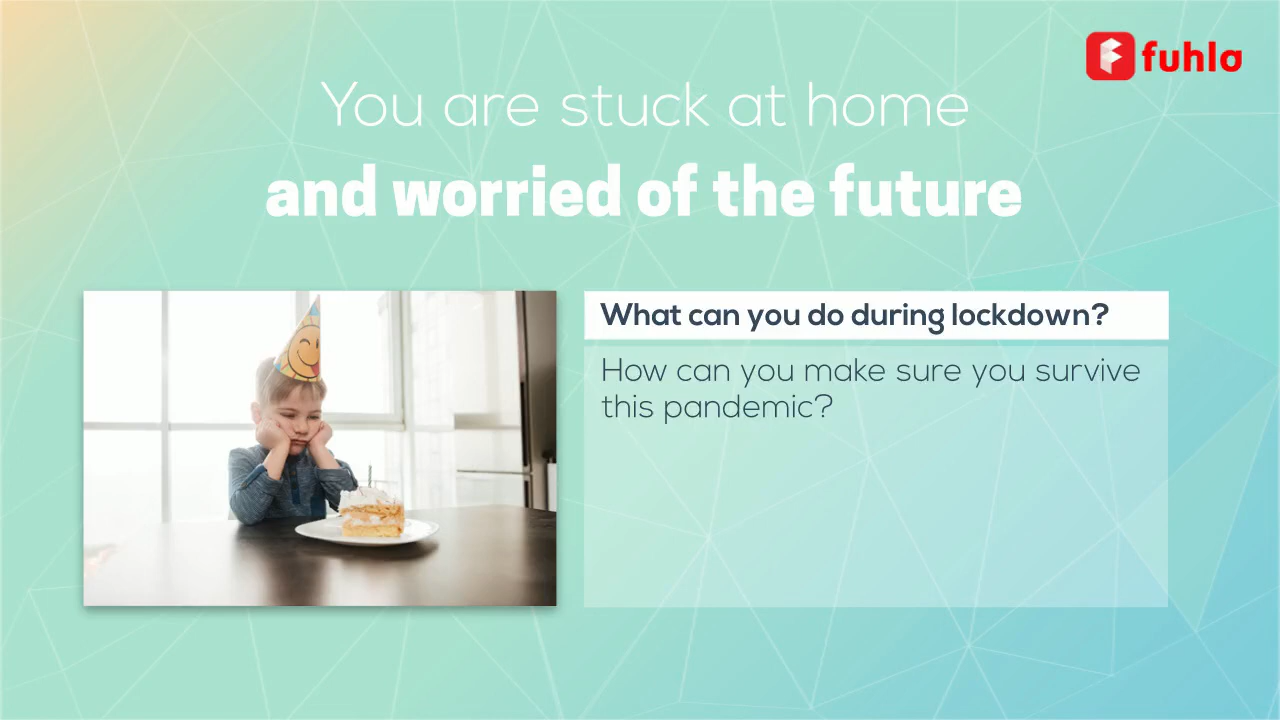 fuhla
You are stuck at home
and worried of the future
What can you do during lockdown?
How can you make sure you survive
this pandemic?